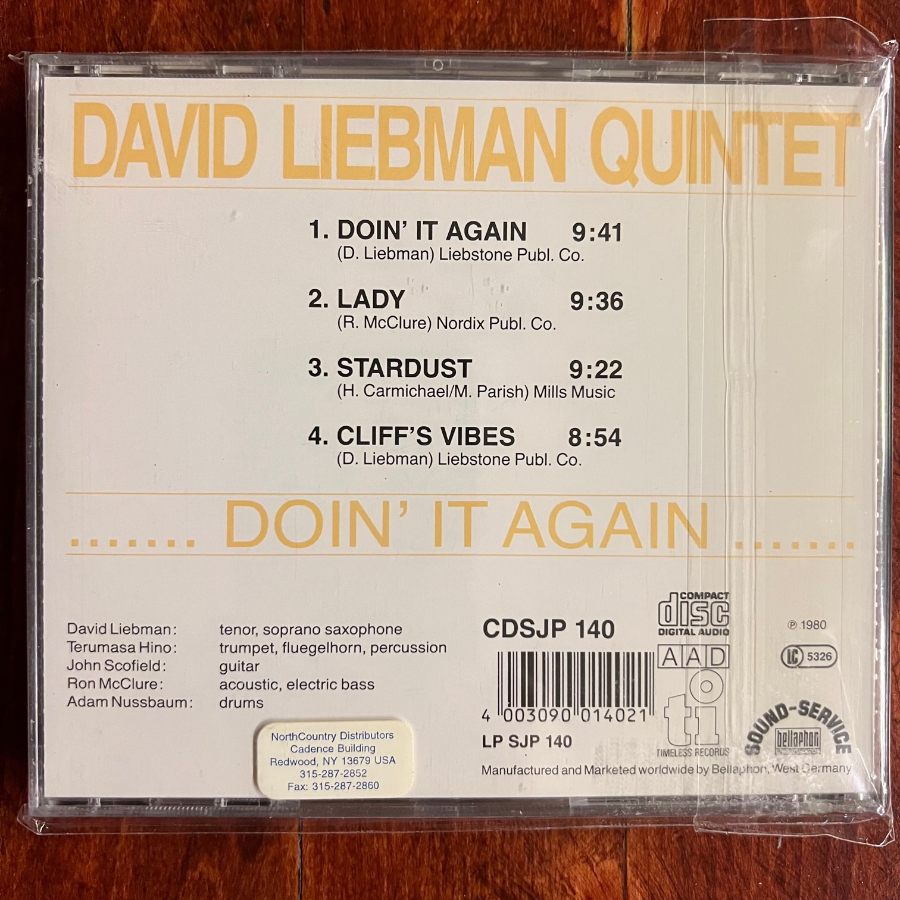 DAVID LIEBMAN QUINTET
1. DOIN' IT AGAIN 9:41
(D. Liebman) Liebstone Publ. Co.
2. LADY 9:36
(R. McClure) Nordix Publ. Co.
3. STARDUST 9:22
(H. Carmichael/M. Parish) Mills Music
4. CLIFF'S VIBES 8:54
(D. Liebman) Liebstone Publ. Co.
....... DOIN' IT AGAIN .......
David Liebman: tenor, soprano saxophone
Terumasa Hino: trumpet, fluegelhorn, percussion
John Scofield: guitar
Ron McClure: acoustic, electric bass
Adam Nussbaum: drums
NorthCountry Distributors
Cadence Building
Redwood, NY 13679 USA
315-287-2852
Fax: 315-287-2860
CDSJP 140
4 003090 014021
LP SJP 140
COMPACT
disc
DIGITAL AUDIO
AAD
ti
TIMELESS RECORDS
℗ 1980
LC 5326
SOUND-SERVICE
bellaphon
Manufactured and Marketed worldwide by Bellaphon, West Germany